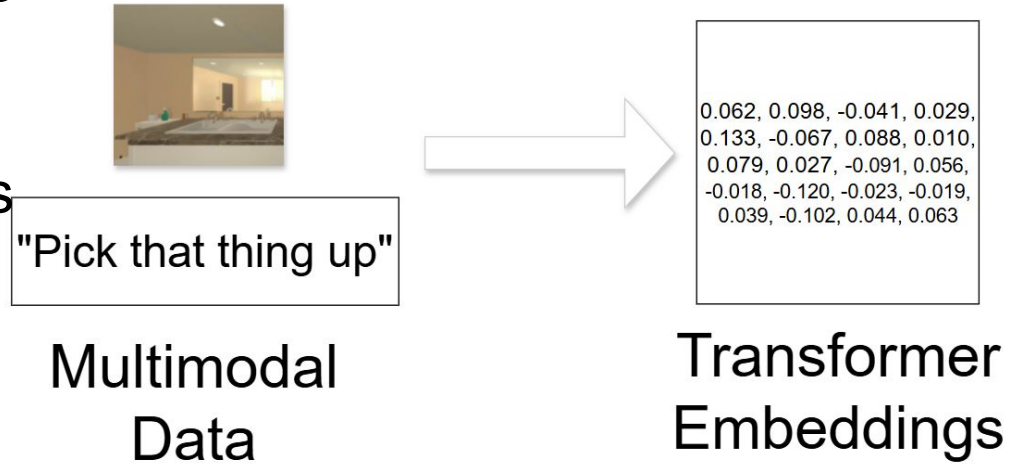 s
"Pick that thing up"
Multimodal
Data
0.062, 0.098, -0.041, 0.029,
0.133, -0.067, 0.088, 0.010,
0.079, 0.027, -0.091, 0.056,
-0.018, -0.120, -0.023, -0.019,
0.039, -0.102, 0.044, 0.063
Transformer
Embeddings